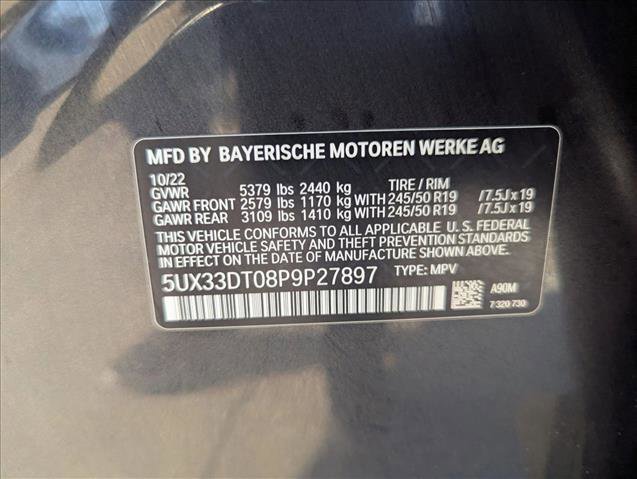 MFD BY BAYERISCHE MOTOREN WERKE AG
10/22
GVWR 5379 lbs 2440 kg TIRE / RIM
GAWR FRONT 2579 lbs 1170 kg WITH 245/50 R19 /7.5J x 19
GAWR REAR 3109 lbs 1410 kg WITH 245/50 R19 /7.5J x 19
THIS VEHICLE CONFORMS TO ALL APPLICABLE U. S. FEDERAL
MOTOR VEHICLE SAFETY AND THEFT PREVENTION STANDARDS
IN EFFECT ON THE DATE OF MANUFACTURE SHOWN ABOVE.
5UX33DT08P9P27897 TYPE: MPV
A90M
7 320 730